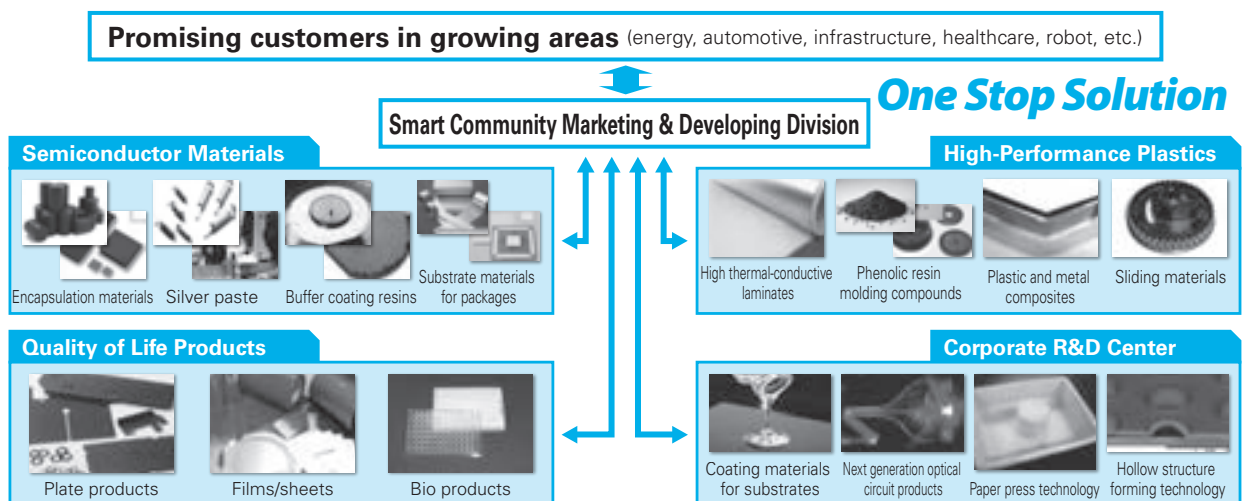 Promising customers in growing areas (energy, automotive, infrastructure, healthcare, robot, etc.)
One Stop Solution
Smart Community Marketing & Developing Division
Semiconductor Materials
Encapsulation materials
Silver paste
Buffer coating resins
Substrate materials
for packages
High-Performance Plastics
High thermal-conductive
laminates
Phenolic resin
molding compounds
Plastic and metal
composites
Sliding materials
Quality of Life Products
Plate products
Films/sheets
Bio products
Corporate R&D Center
Coating materials
for substrates
Next generation optical
circuit products
Paper press technology
Hollow structure
forming technology